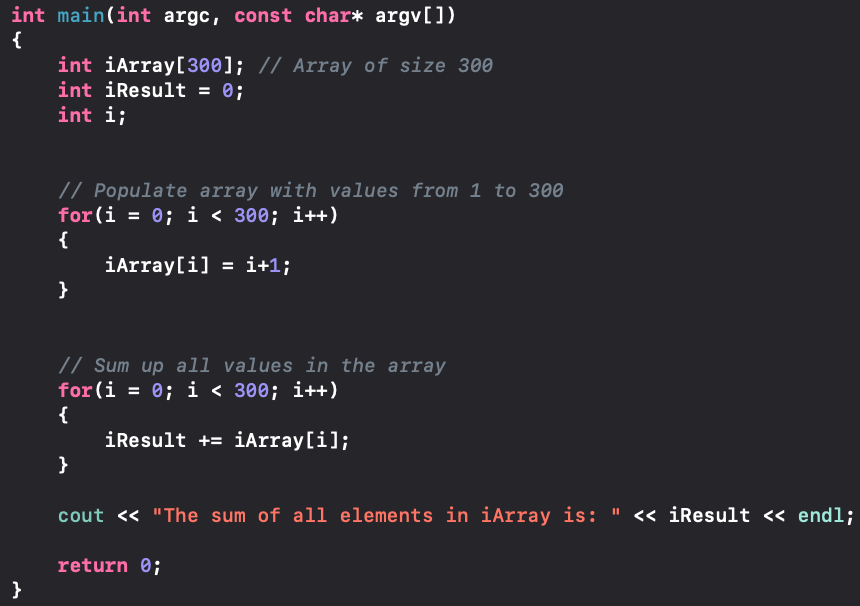 int main(int argc, const char* argv[])
{
    int iArray[300]; // Array of size 300
    int iResult = 0;
    int i;
    // Populate array with values from 1 to 300
    for(i = 0; i < 300; i++)
    {
        iArray[i] = i+1;
    }
    // Sum up all values in the array
    for(i = 0; i < 300; i++)
    {
        iResult += iArray[i];
    }
    cout << "The sum of all elements in iArray is: " << iResult << endl;
    return 0;
}